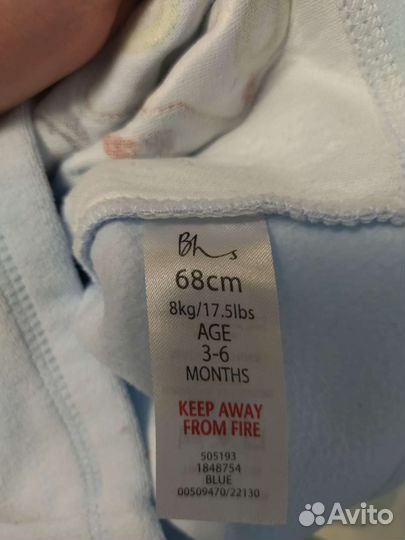 Bhs
68cm
8kg/17.5lbs
AGE
3-6
MONTHS
KEEP AWAY
FROM FIRE
505193
1848754
BLUE
00509470/22130
Avito